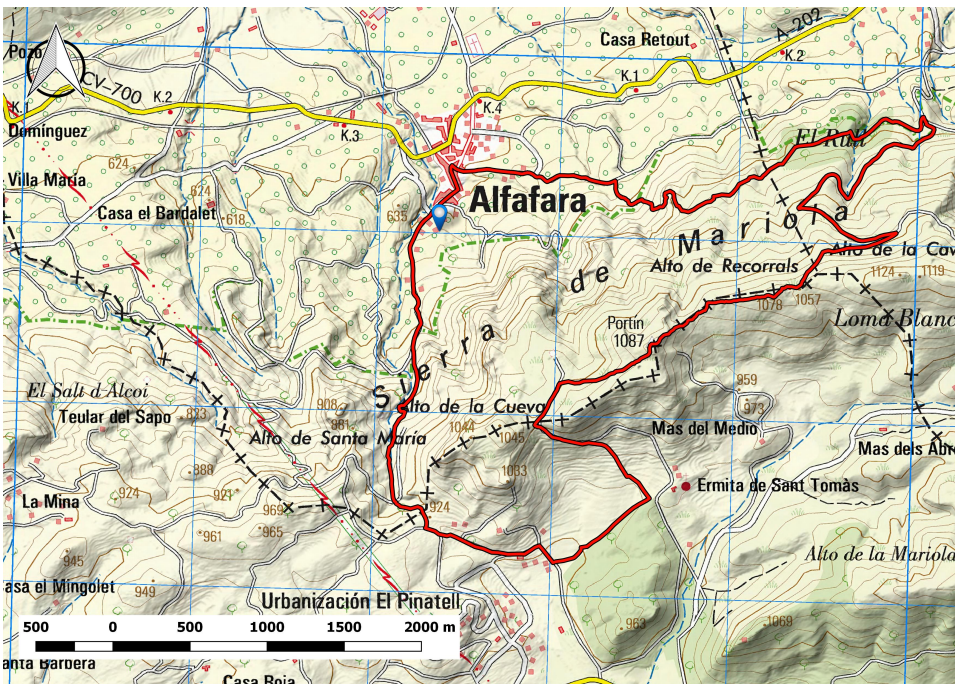 Pozo
Casa Retout
A-202
K.2
K.1
CV-700
K.2
K.
K.4
K.3
Domínguez
624
El Rull
Villa María
624
Alfafara
Casa el Bardalet
618
635
Sierra de Mariola
Alto de la Cav
Alto de Recorrals
1124
1119
1078
1057
Portín
1087
Loma Blanc
El Salt d'Alcoi
908
959
973
Teular del Sapo
823
981
Alto de la Cueva
Alto de Santa María
1044
1045
Mas del Medio
Mas dels Abr
888
1033
Ermita de Sant Tomàs
924
921
La Mina
969
924
961
965
945
Alto de la Mariola
asa el Mingolet
949
Urbanización El Pinatell
963
1069
500 0 500 1000 1500 2000 m
anta Bárbera
Casa Roja